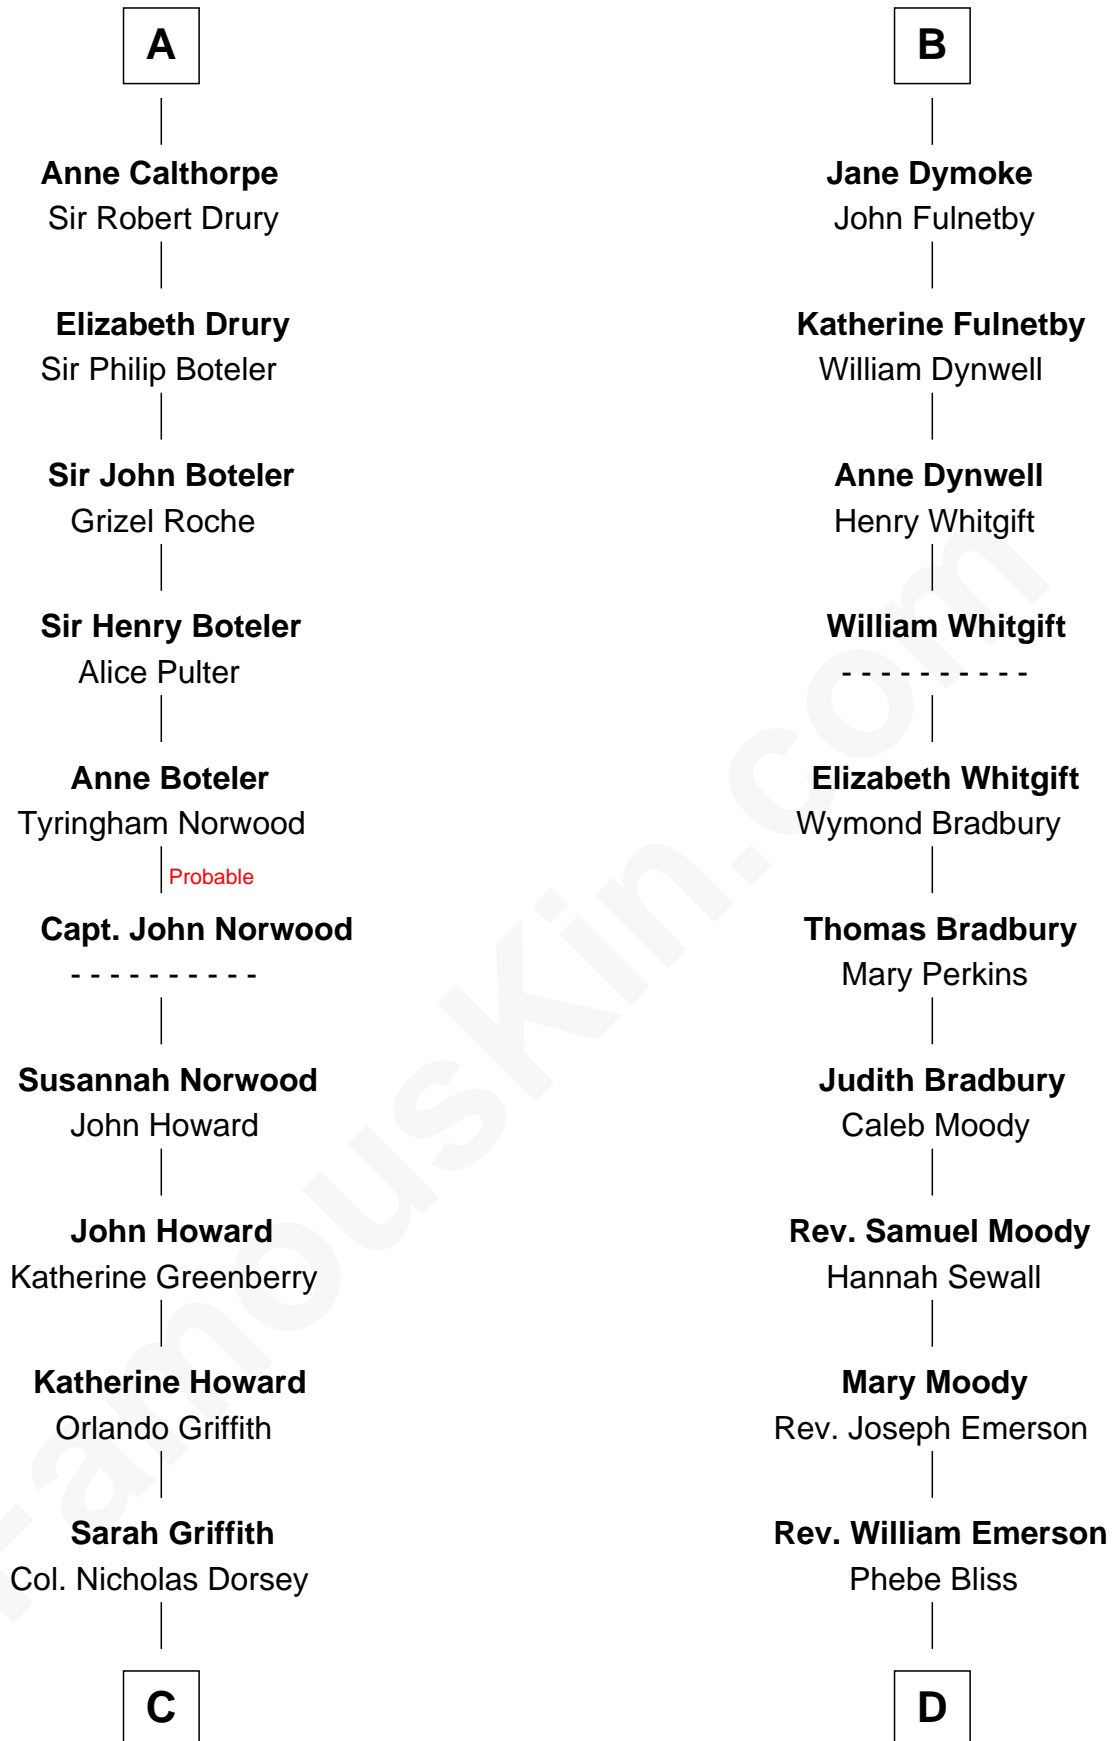 A
Anne Calthorpe
Sir Robert Drury
Elizabeth Drury
Sir Philip Boteler
Sir John Boteler
Grizel Roche
Sir Henry Boteler
Alice Pulter
Anne Boteler
Tyringham Norwood
Probable
Capt. John Norwood
- - - - - - - - - -
Susannah Norwood
John Howard
John Howard
Katherine Greenberry
Katherine Howard
Orlando Griffith
Sarah Griffith
Col. Nicholas Dorsey
C
B
Jane Dymoke
John Fulnetby
Katherine Fulnetby
William Dynwell
Anne Dynwell
Henry Whitgift
William Whitgift
- - - - - - - - - -
Elizabeth Whitgift
Wymond Bradbury
Thomas Bradbury
Mary Perkins
Judith Bradbury
Caleb Moody
Rev. Samuel Moody
Hannah Sewall
Mary Moody
Rev. Joseph Emerson
Rev. William Emerson
Phebe Bliss
D
FamousKin.com